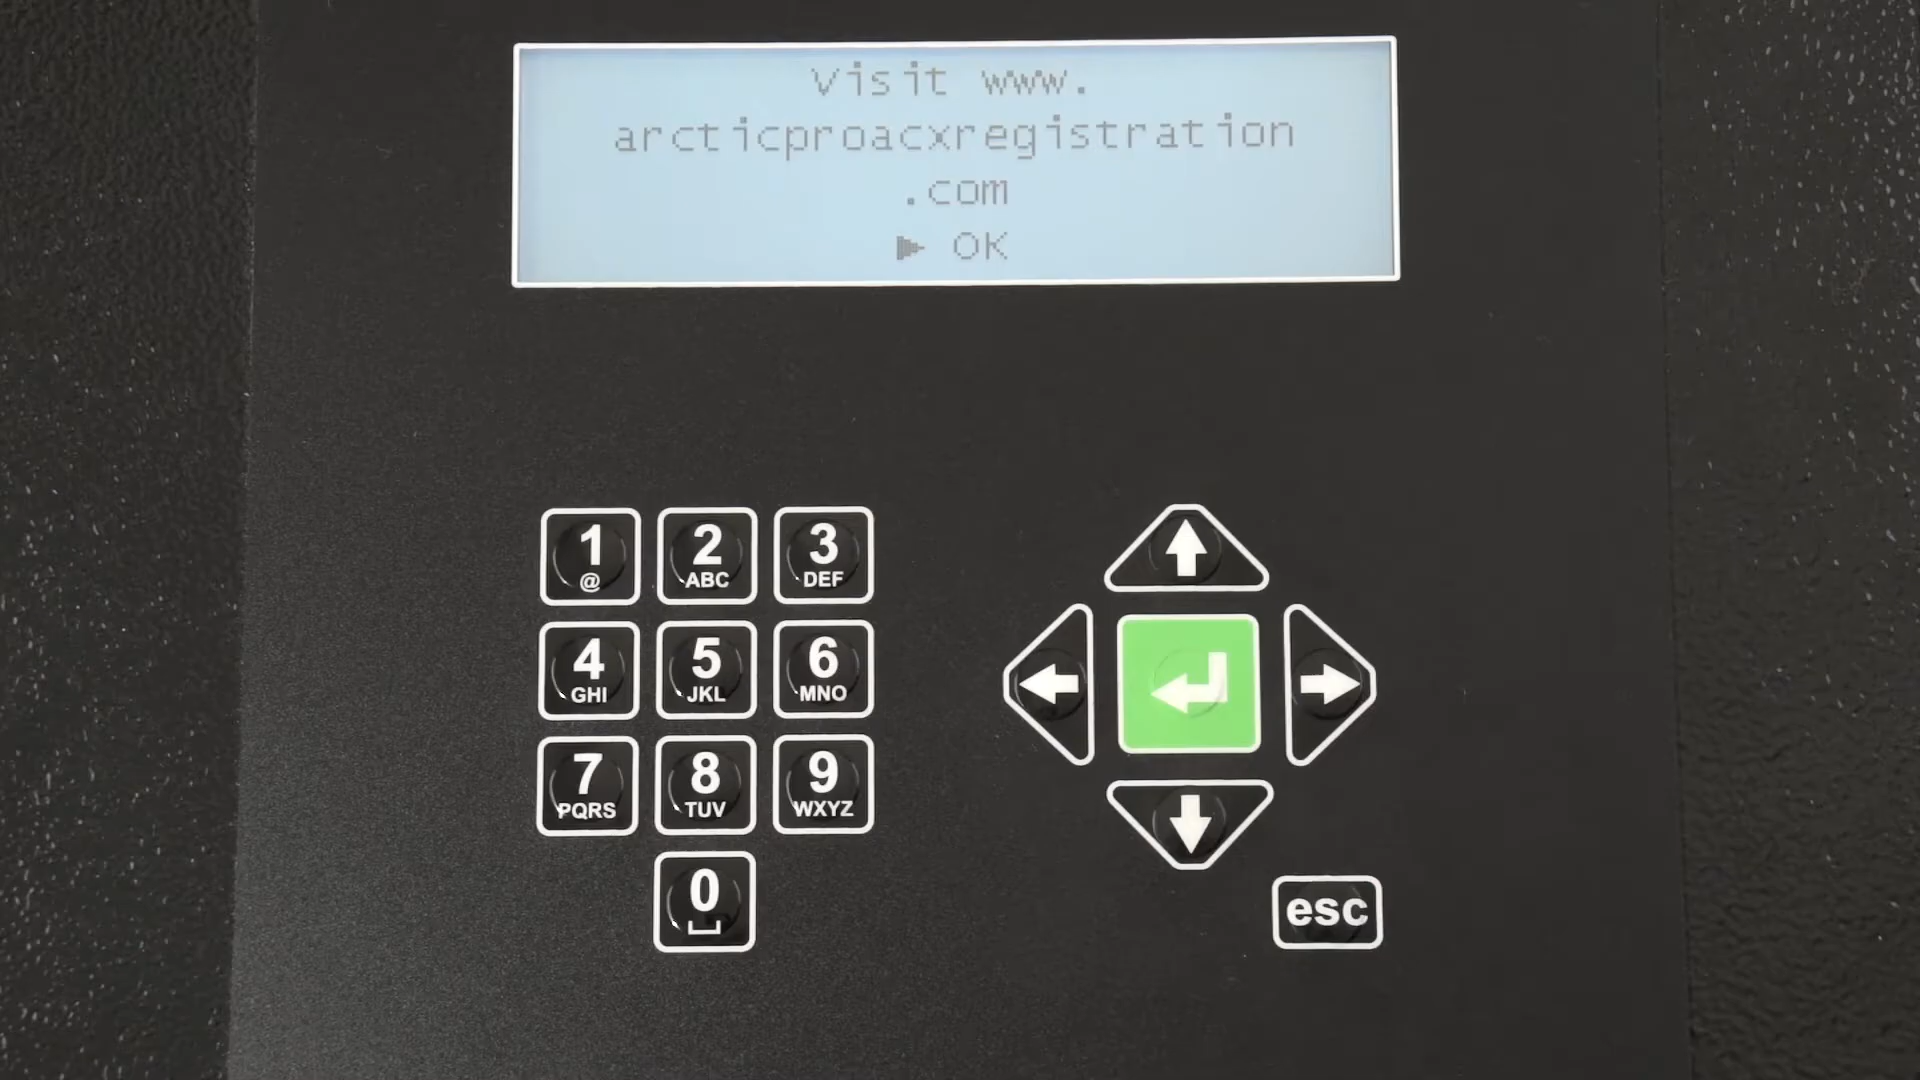 Visit www.
arcticproacxregistration
.com
▶ OK
1 2 3
@ ABC DEF
4 5 6
GHI JKL MNO
7 8 9
PQRS TUV WXYZ
0
esc